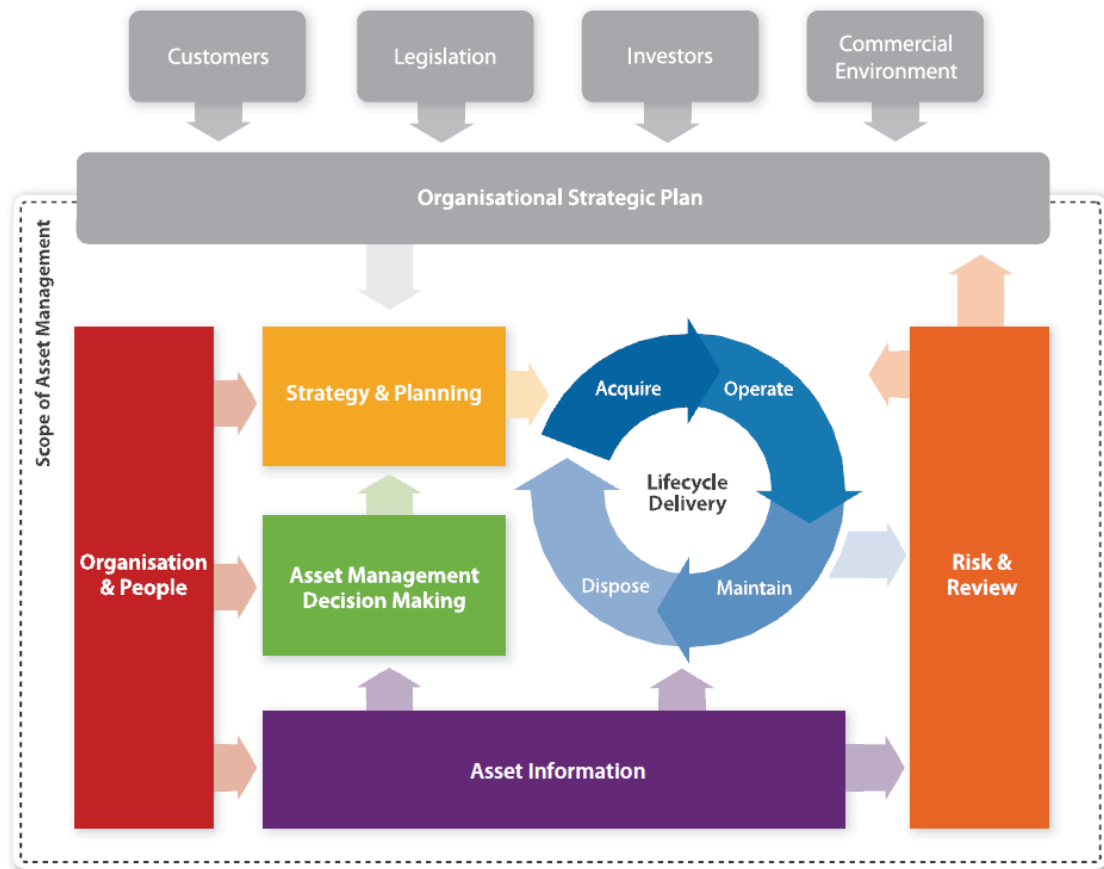 Customers
Legislation
Investors
Commercial
Environment
Organisational Strategic Plan
Scope of Asset Management
Strategy & Planning
Acquire
Operate
Lifecycle
Delivery
Organisation
& People
Asset Management
Decision Making
Dispose
Maintain
Risk &
Review
Asset Information